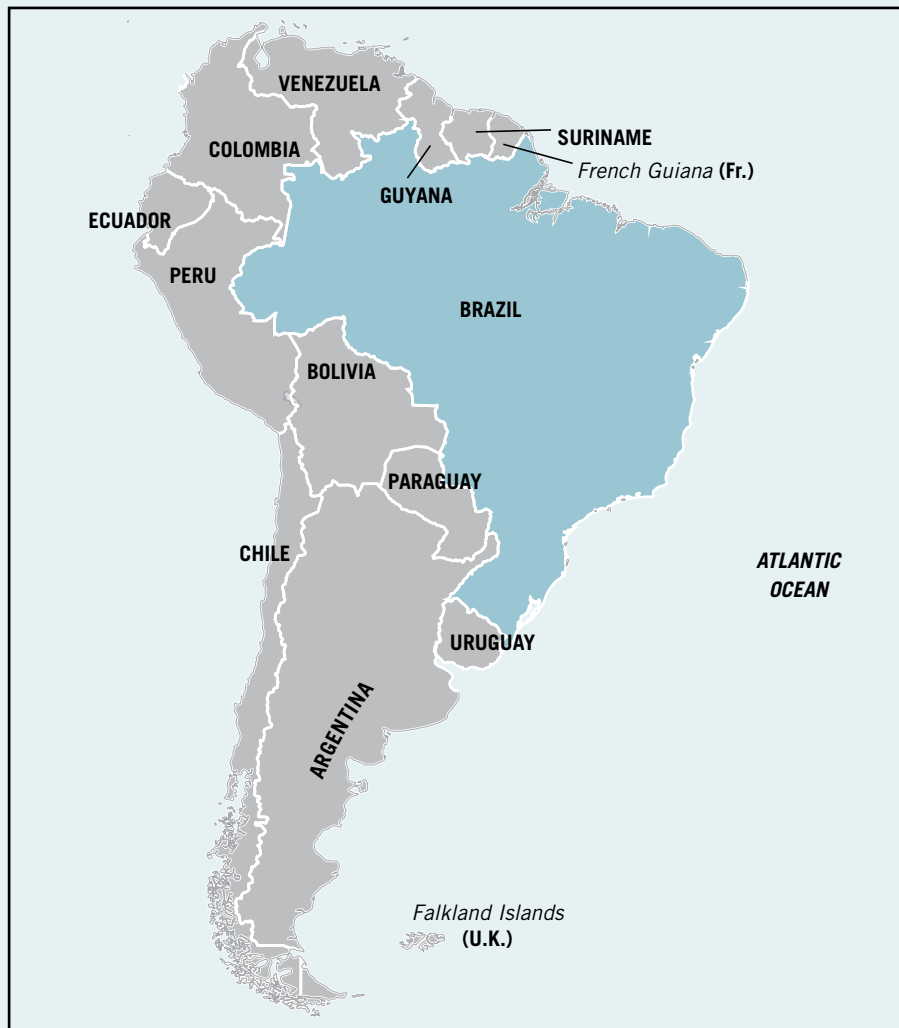 VENEZUELA
SURINAME
COLOMBIA
French Guiana (Fr.)
GUYANA
ECUADOR
PERU
BRAZIL
BOLIVIA
PARAGUAY
CHILE
ATLANTIC
OCEAN
URUGUAY
ARGENTINA
Falkland Islands
(U.K.)